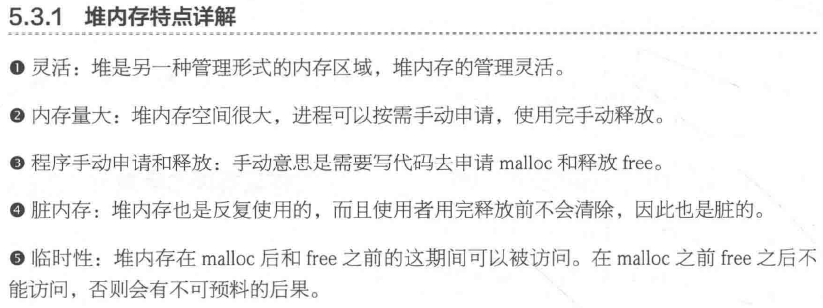 5.3.1 堆内存特点详解
❶ 灵活：堆是另一种管理形式的内存区域，堆内存的管理灵活。
❷ 内存量大：堆内存空间很大，进程可以按需手动申请，使用完手动释放。
❸ 程序手动申请和释放：手动意思是需要写代码去申请 malloc 和释放 free。
❹ 脏内存：堆内存也是反复使用的，而且使用者用完释放前不会清除，因此也是脏的。
❺ 临时性：堆内存在 malloc 后和 free 之前的这期间可以被访问。在 malloc 之前 free 之后不
能访问，否则会有不可预料的后果。